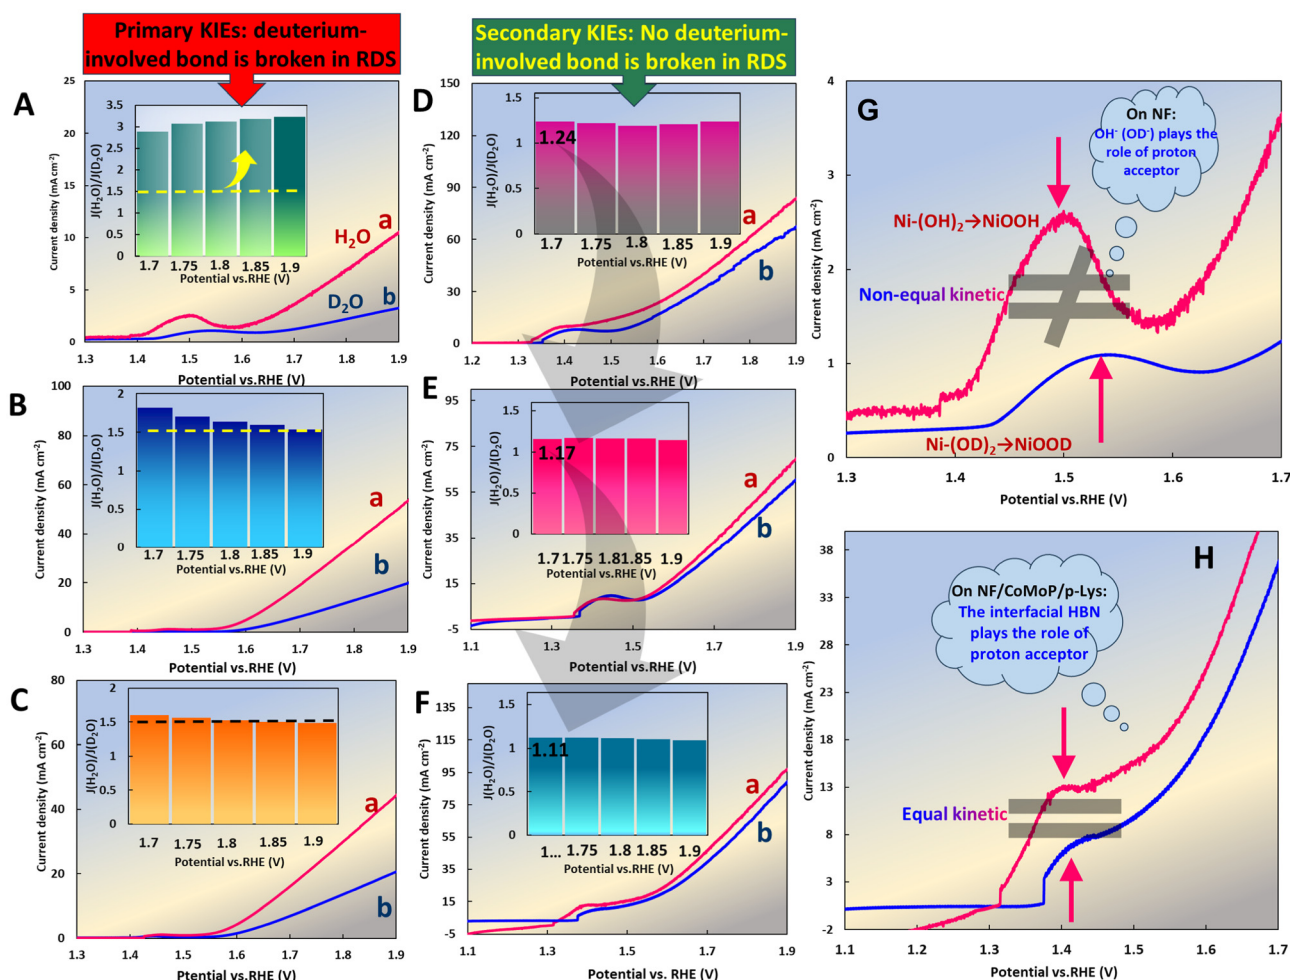 Primary KIEs: deuterium-
involved bond is broken in RDS
Secondary KIEs: No deuterium-
involved bond is broken in RDS
A
Current density (mA cm⁻²)
25
20
15
10
5
0
1.3 1.4 1.5 1.6 1.7 1.8 1.9
Potential vs.RHE (V)
J(H₂O)/J(D₂O)
3.5
3
2.5
2
1.5
1
0.5
0
1.7 1.75 1.8 1.85 1.9
Potential vs.RHE (V)
a
H₂O
D₂O
b
B
Current density (mA cm⁻²)
100
80
60
40
20
0
1.3 1.4 1.5 1.6 1.7 1.8 1.9
Potential vs.RHE (V)
J(H₂O)/J(D₂O)
2
1.5
1
0.5
0
1.7 1.75 1.8 1.85 1.9
Potential vs.RHE (V)
a
b
C
Current density (mA cm⁻²)
80
60
40
20
0
1.3 1.4 1.5 1.6 1.7 1.8 1.9
Potential vs.RHE (V)
J(H₂O)/J(D₂O)
2
1.5
1
0.5
0
1.7 1.75 1.8 1.85 1.9
Potential vs.RHE (V)
a
b
D
Current density (mA cm⁻²)
150
120
90
60
30
0
1.3 1.4 1.5 1.6 1.7 1.8 1.9
Potential vs.RHE (V)
J(H₂O)/J(D₂O)
1.5
1
0.5
0
1.24
1.7 1.75 1.8 1.85 1.9
Potential vs.RHE (V)
a
b
E
Current density (mA cm⁻²)
95
75
55
35
15
-5
1.1 1.3 1.5 1.7 1.9
Potential vs.RHE (V)
J(H₂O)/J(D₂O)
1.5
1
0.5
0
1.17
1.7 1.75 1.8 1.85 1.9
Potential vs.RHE (V)
a
b
F
Current density (mA cm⁻²)
135
115
95
75
55
35
15
-5
1.1 1.3 1.5 1.7 1.9
Potential vs. RHE (V)
J(H₂O)/J(D₂O)
1.5
1
0.5
0
1.11
1... 1.75 1.8 1.85 1.9
Potential vs.RHE (V)
a
b
G
Current density (mA cm⁻²)
4
3
2
1
0
1.3 1.4 1.5 1.6 1.7
Potential vs.RHE (V)
On NF:
OH⁻ (OD⁻) plays the
role of proton
acceptor
Ni-(OH)₂→NiOOH
Non-equal kinetic
Ni-(OD)₂→NiOOD
H
Current density (mA cm⁻²)
38
33
28
23
18
13
8
3
-2
1.1 1.2 1.3 1.4 1.5 1.6 1.7
Potential vs.RHE (V)
On NF/CoMoP/p-Lys:
The interfacial HBN
plays the role of
proton acceptor
Equal kinetic